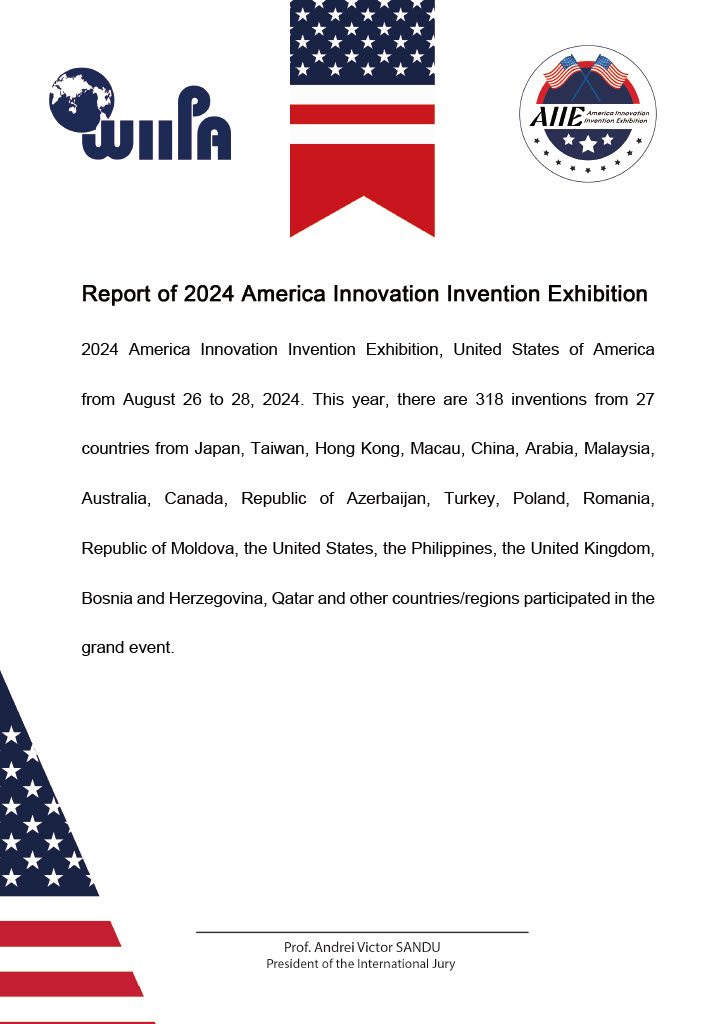 WIIPA
AIIE America Innovation
Invention Exhibition
Report of 2024 America Innovation Invention Exhibition
2024 America Innovation Invention Exhibition, United States of America
from August 26 to 28, 2024. This year, there are 318 inventions from 27
countries from Japan, Taiwan, Hong Kong, Macau, China, Arabia, Malaysia,
Australia, Canada, Republic of Azerbaijan, Turkey, Poland, Romania,
Republic of Moldova, the United States, the Philippines, the United Kingdom,
Bosnia and Herzegovina, Qatar and other countries/regions participated in the
grand event.
Prof. Andrei Victor SANDU
President of the International Jury